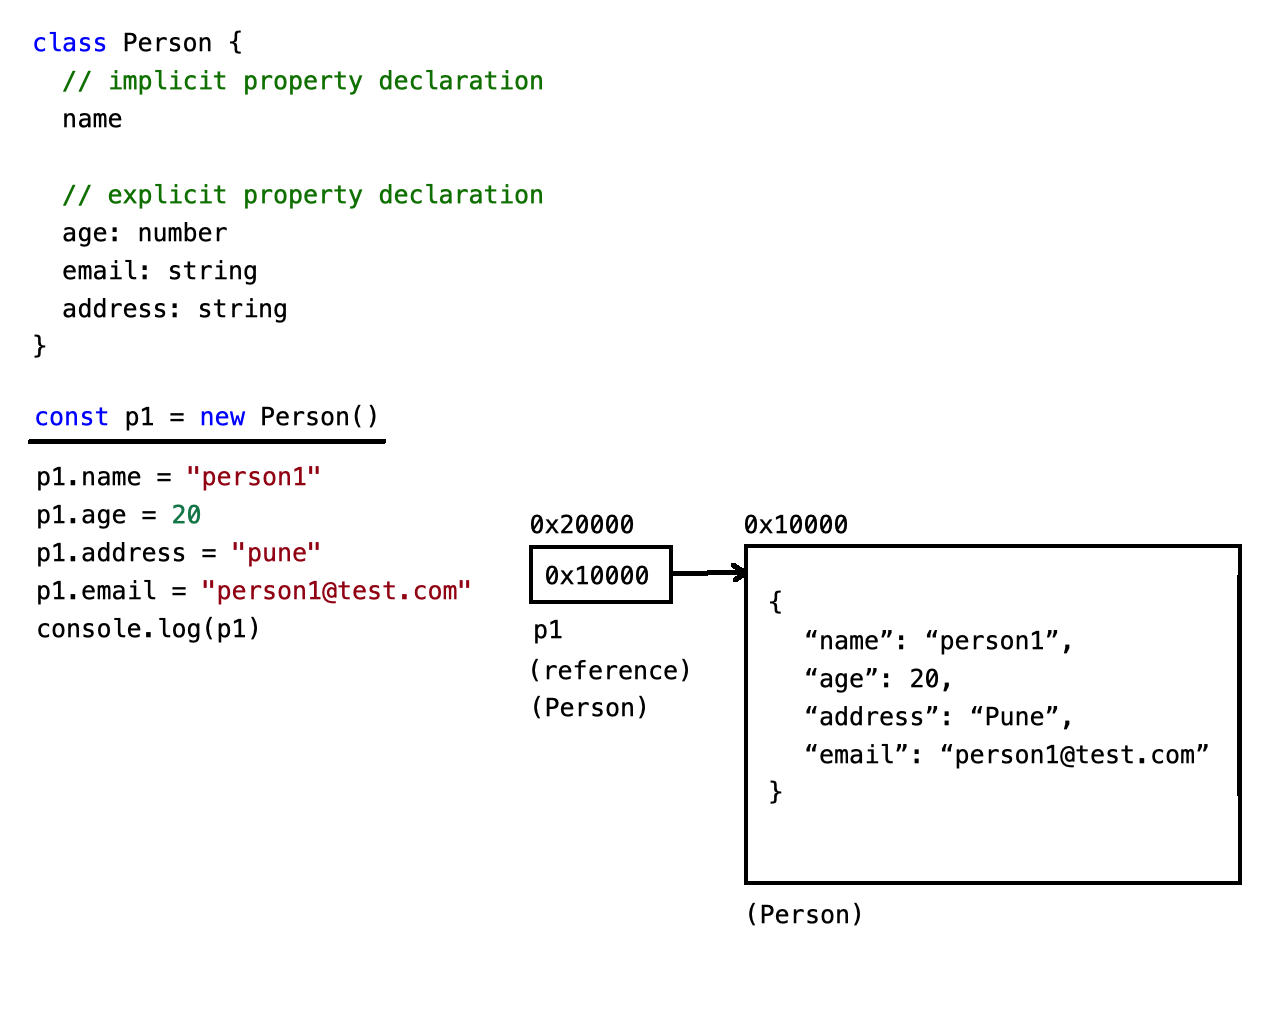 class Person {
// implicit property declaration
name
// explicit property declaration
age: number
email: string
address: string
}
const p1 = new Person()
p1.name = "person1"
p1.age = 20
p1.address = "pune"
p1.email = "person1@test.com"
console.log(p1)
0x20000
0x10000
p1
(reference)
(Person)
0x10000
{
“name”: “person1”,
“age”: 20,
“address”: “Pune”,
“email”: “person1@test.com”
}
(Person)